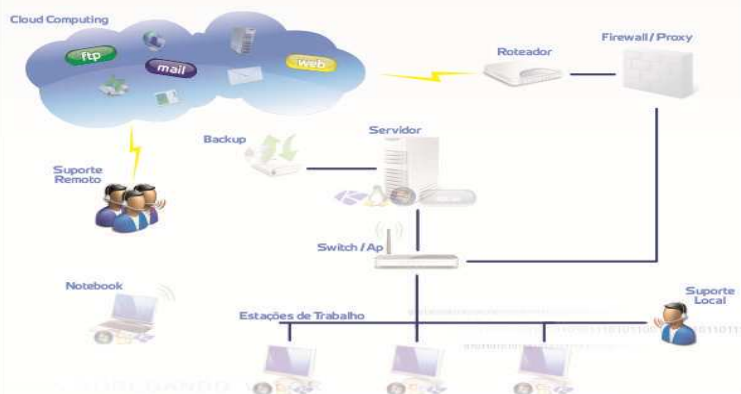 Cloud Computing
ftp
mail
web
Roteador
Firewall / Proxy
Backup
Servidor
Suporte
Remoto
Switch / Ap
Notebook
Estações de Trabalho
Suporte
Local